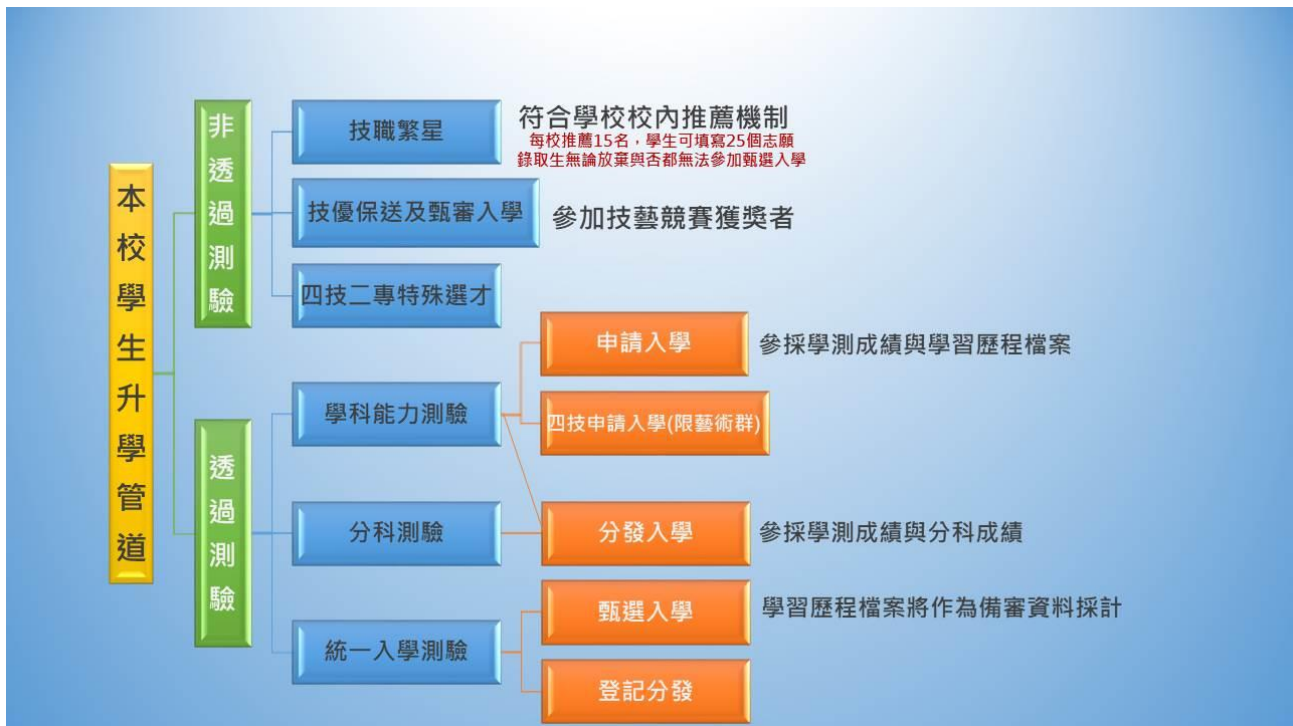 本校學生升學管道
非透過測驗
技職繁星
符合學校校內推薦機制
每校推薦15名，學生可填寫25個志願
錄取生無論放棄與否都無法參加甄選入學
技優保送及甄審入學
參加技藝競賽獲獎者
四技二專特殊選才
透過測驗
學科能力測驗
申請入學
參採學測成績與學習歷程檔案
四技申請入學(限藝術群)
分科測驗
分發入學
參採學測成績與分科成績
統一入學測驗
甄選入學
學習歷程檔案將作為備審資料採計
登記分發